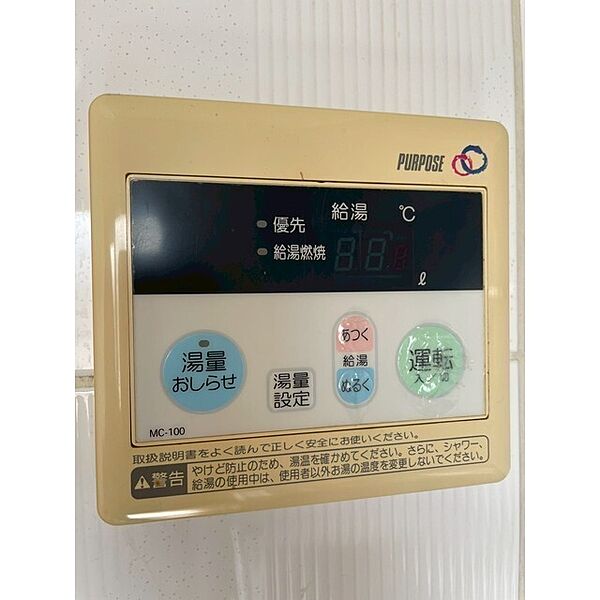 PURPOSE
給湯 ℃
優先
給湯燃焼
88
ℓ
湯量
おしらせ
湯量
設定
あつく
給湯
ぬるく
運転
入/切
MC-100
取扱説明書をよく読んで正しく安全にお使いください。
警告
やけど防止のため、湯温を確かめてください。さらに、シャワー、
給湯の使用中は、使用者以外お湯の温度を変更しないでください。